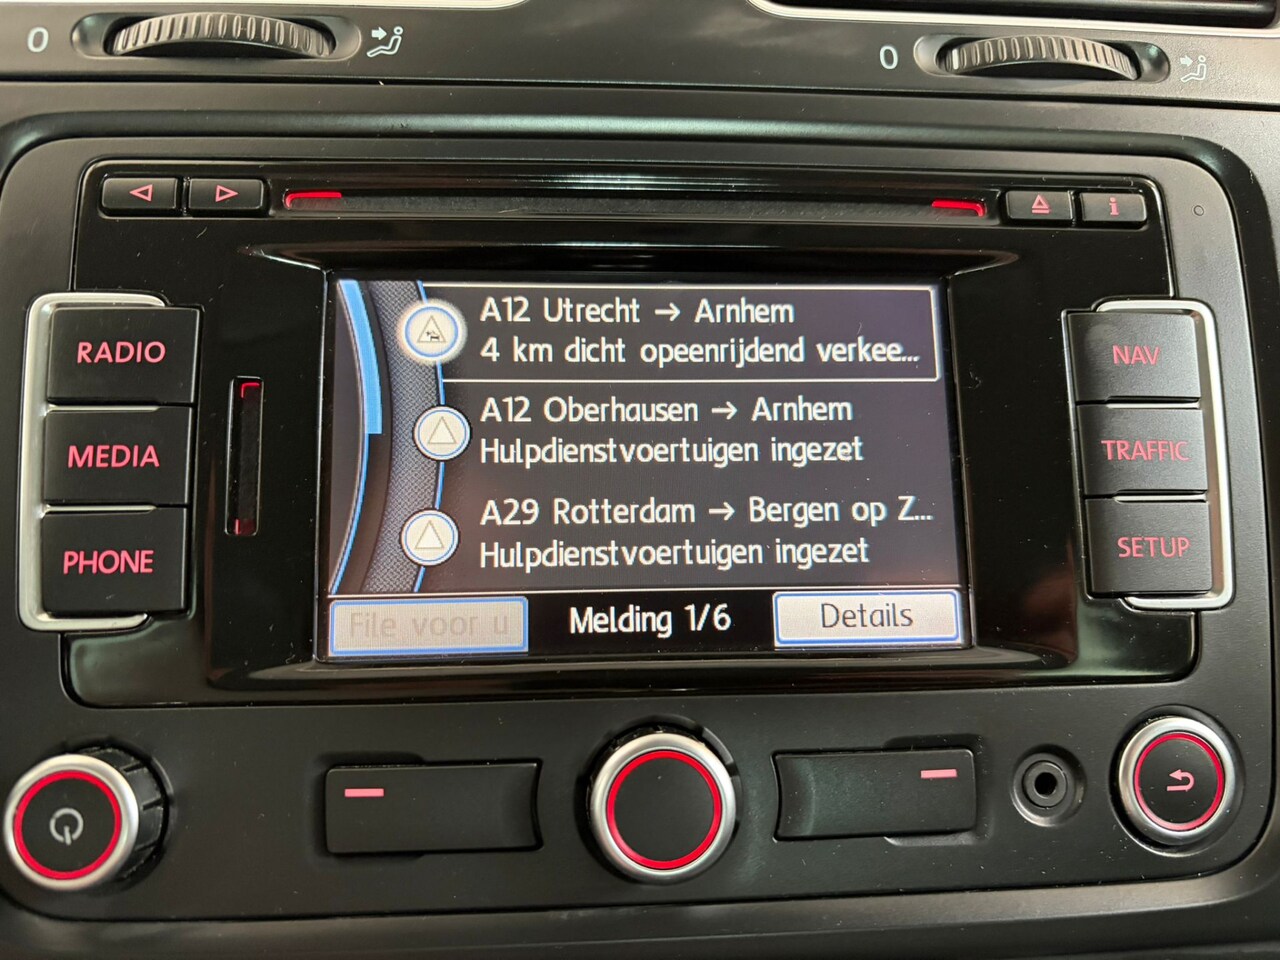 0
0
i
A12 Utrecht → Arnhem
4 km dicht opeenrijdend verkee...
A12 Oberhausen → Arnhem
Hulpdienstvoertuigen ingezet
A29 Rotterdam → Bergen op Z...
Hulpdienstvoertuigen ingezet
File voor u
Melding 1/6
Details
RADIO
MEDIA
PHONE
NAV
TRAFFIC
SETUP